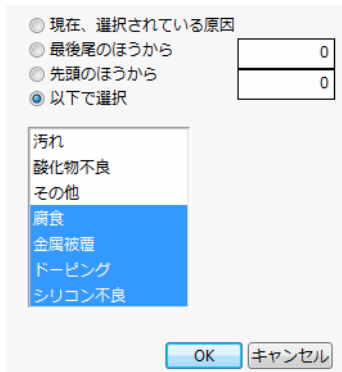 現在、選択されている原因
最後尾のほうから 0
先頭のほうから 0
以下で選択
汚れ
酸化物不良
その他
腐食
金属被覆
ドーピング
シリコン不良
OK キャンセル